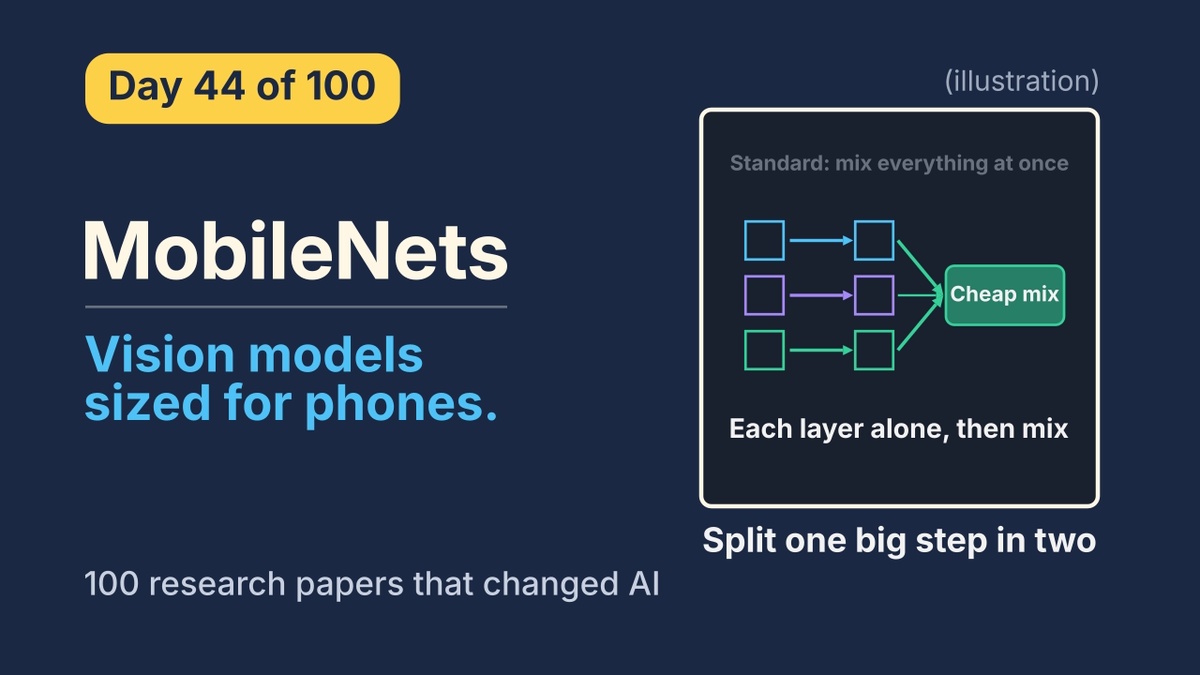 Day 44 of 100
MobileNets
Vision models
sized for phones.
100 research papers that changed AI
(illustration)
Standard: mix everything at once
Cheap mix
Each layer alone, then mix
Split one big step in two